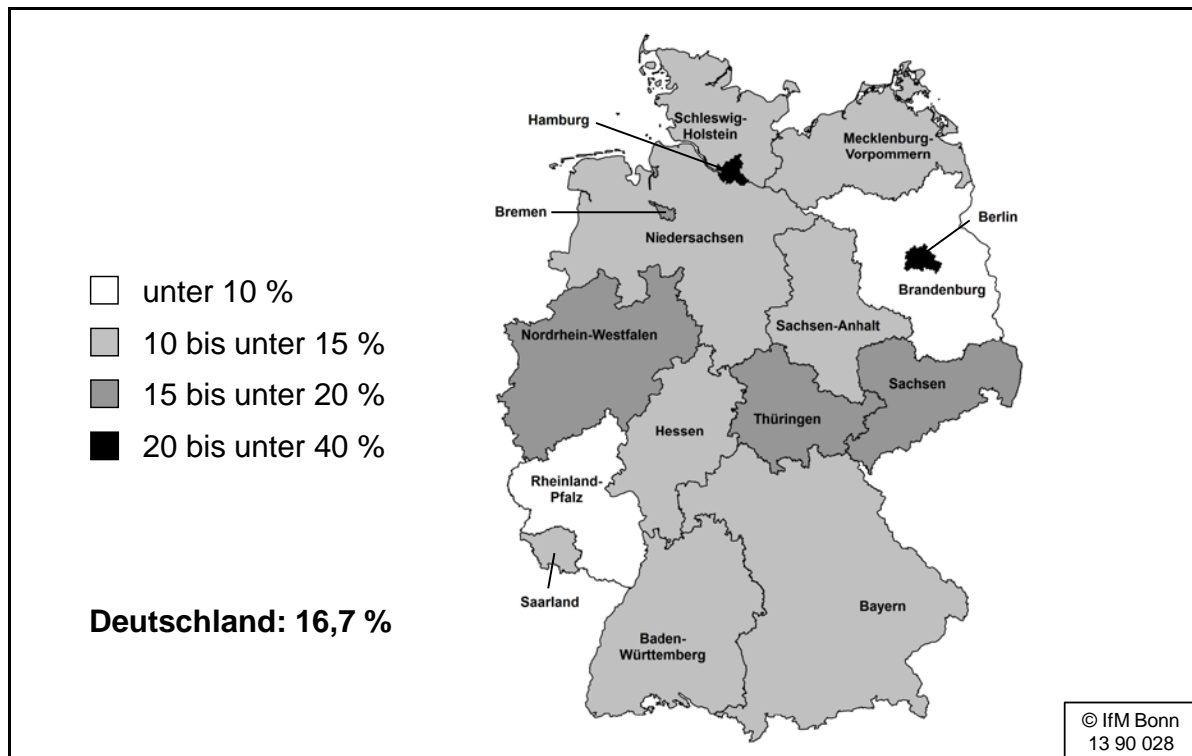 unter 10 %
10 bis unter 15 %
15 bis unter 20 %
20 bis unter 40 %
Deutschland: 16,7 %
Hamburg
Schleswig-
Holstein
Mecklenburg-
Vorpommern
Bremen
Niedersachsen
Berlin
Brandenburg
Sachsen-Anhalt
Nordrhein-Westfalen
Sachsen
Thüringen
Hessen
Rheinland-
Pfalz
Saarland
Bayern
Baden-
Württemberg
© IfM Bonn
13 90 028